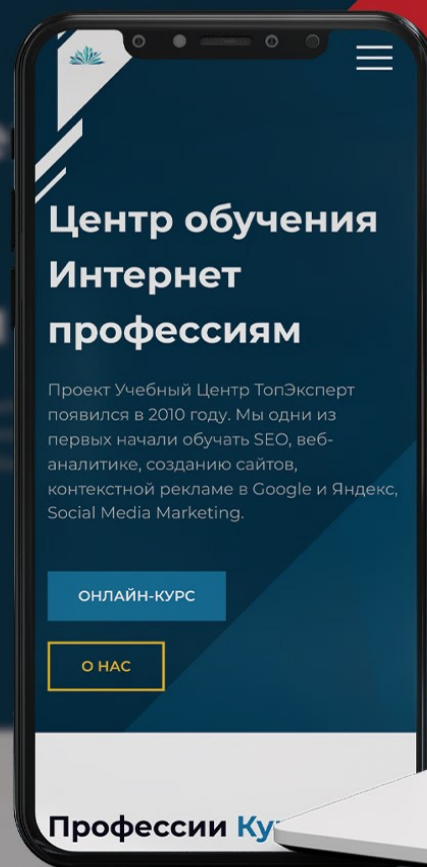 Центр обучения
Интернет
профессиям
Проект Учебный Центр ТопЭксперт
появился в 2010 году. Мы одни из
первых начали обучать SEO, веб-
аналитике, созданию сайтов,
контекстной рекламе в Google и Яндекс,
Social Media Marketing.
ОНЛАЙН-КУРС
О НАС
Профессии